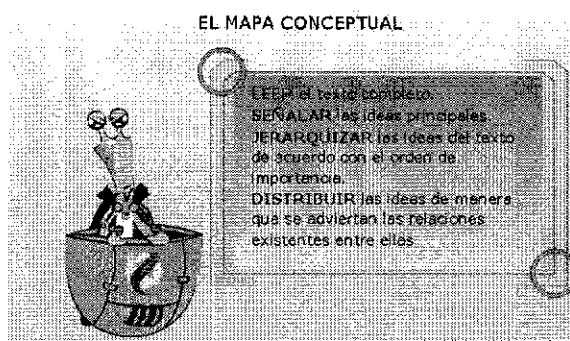 EL MAPA CONCEPTUAL
LEER el texto completo.
SEÑALAR las ideas principales.
JERARQUIZAR las ideas del texto
de acuerdo con el orden de
importancia.
DISTRIBUIR las ideas de manera
que se adviertan las relaciones
existentes entre ellas